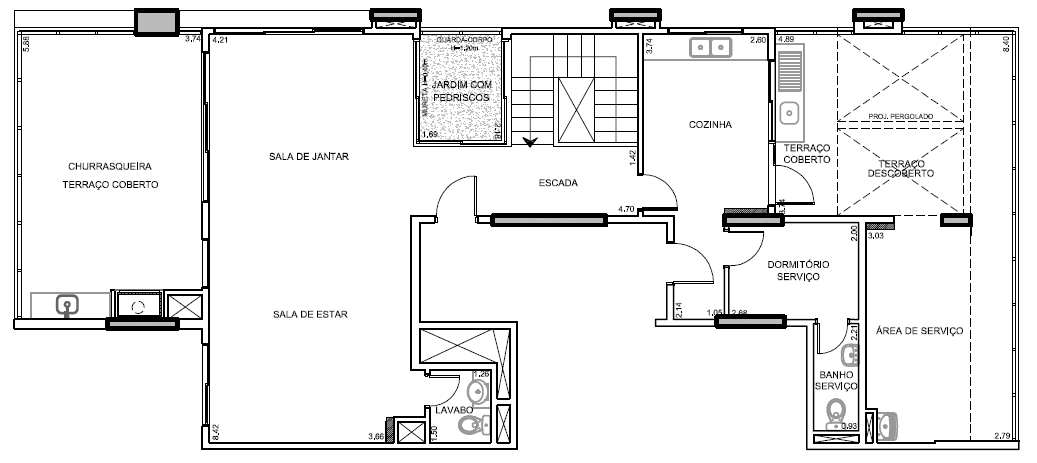 5.88
3.74
4.21
GUARDA-CORPO
H=1,20m
MURETA H=0,40m
JARDIM COM
PEDRISCOS
1,69
2.16
3,74
2.60
4.89
8,40
COZINHA
PROJ. PERGOLADO
TERRAÇO
COBERTO
TERRAÇO
DESCOBERTO
CHURRASQUEIRA
TERRAÇO COBERTO
SALA DE JANTAR
1.42
ESCADA
4.70
3.03
2.00
DORMITÓRIO
SERVIÇO
SALA DE ESTAR
2.14
1.05
2.68
2.21
ÁREA DE SERVIÇO
BANHO
SERVIÇO
1.26
LAVABO
8,42
3,66
1.50
0.93
2.79